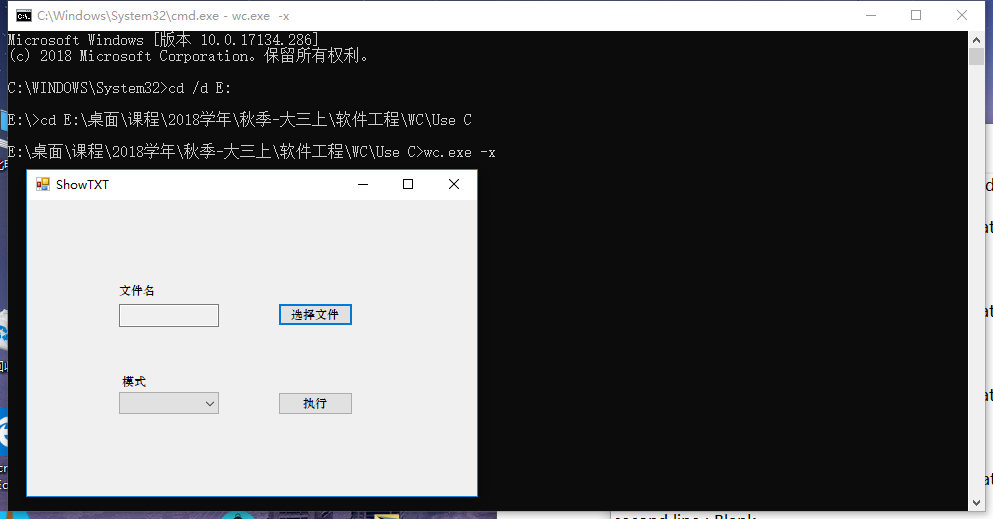 C:\Windows\System32\cmd.exe - wc.exe -x
Microsoft Windows [版本 10.0.17134.286]
(c) 2018 Microsoft Corporation。保留所有权利。
C:\WINDOWS\System32>cd /d E:
E:\>cd E:\桌面\课程\2018学年\秋季-大三上\软件工程\WC\Use C
E:\桌面\课程\2018学年\秋季-大三上\软件工程\WC\Use C>wc.exe -x
ShowTXT
文件名
选择文件
模式
执行